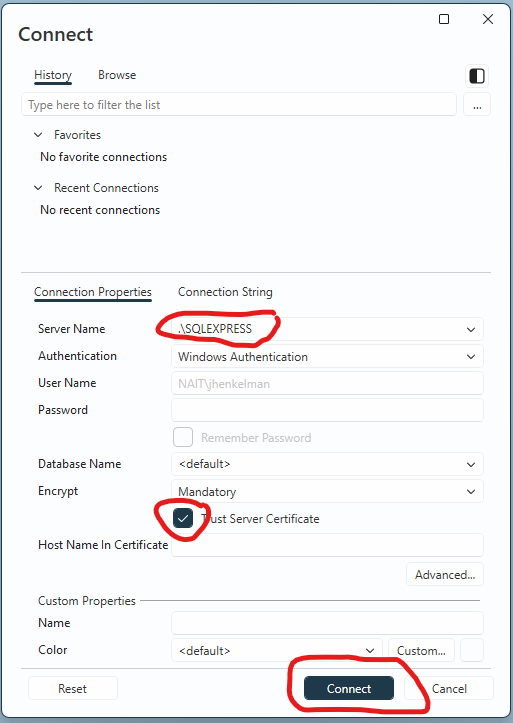 Connect
History Browse
Type here to filter the list ...
Favorites
No favorite connections
Recent Connections
No recent connections
Connection Properties Connection String
Server Name .\SQLEXPRESS
Authentication Windows Authentication
User Name NAIT\jhenkelman
Password
Remember Password
Database Name <default>
Encrypt Mandatory
Trust Server Certificate
Host Name In Certificate
Advanced...
Custom Properties
Name
Color <default> Custom...
Reset Connect Cancel